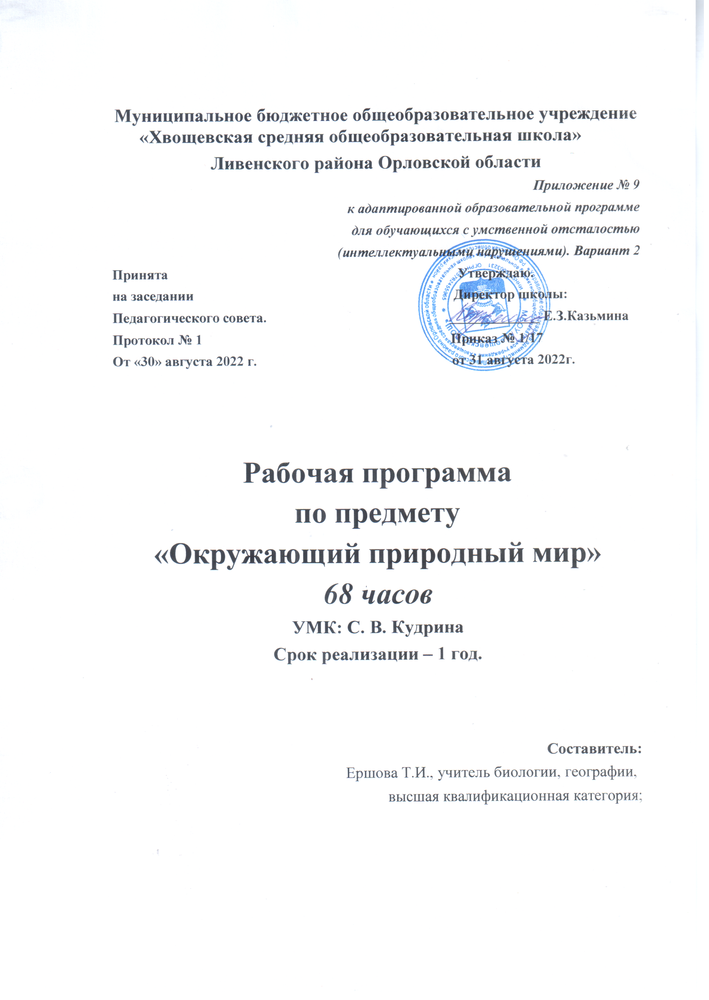 Муниципальное бюджетное общеобразовательное учреждение
«Хвощевская средняя общеобразовательная школа»
Ливенского района Орловской области
Приложение № 9
к адаптированной образовательной программе
для обучающихся с умственной отсталостью
(интеллектуальными нарушениями). Вариант 2
Принята
на заседании
Педагогического совета.
Протокол № 1
От «30» августа 2022 г.
Утверждаю:
Директор школы:
Е.З.Казьмина
Приказ № 1/17
от 31 августа 2022г.
Рабочая программа
по предмету
«Окружающий природный мир»
68 часов
УМК: С. В. Кудрина
Срок реализации – 1 год.
Составитель:
Ершова Т.И., учитель биологии, географии,
высшая квалификационная категория;